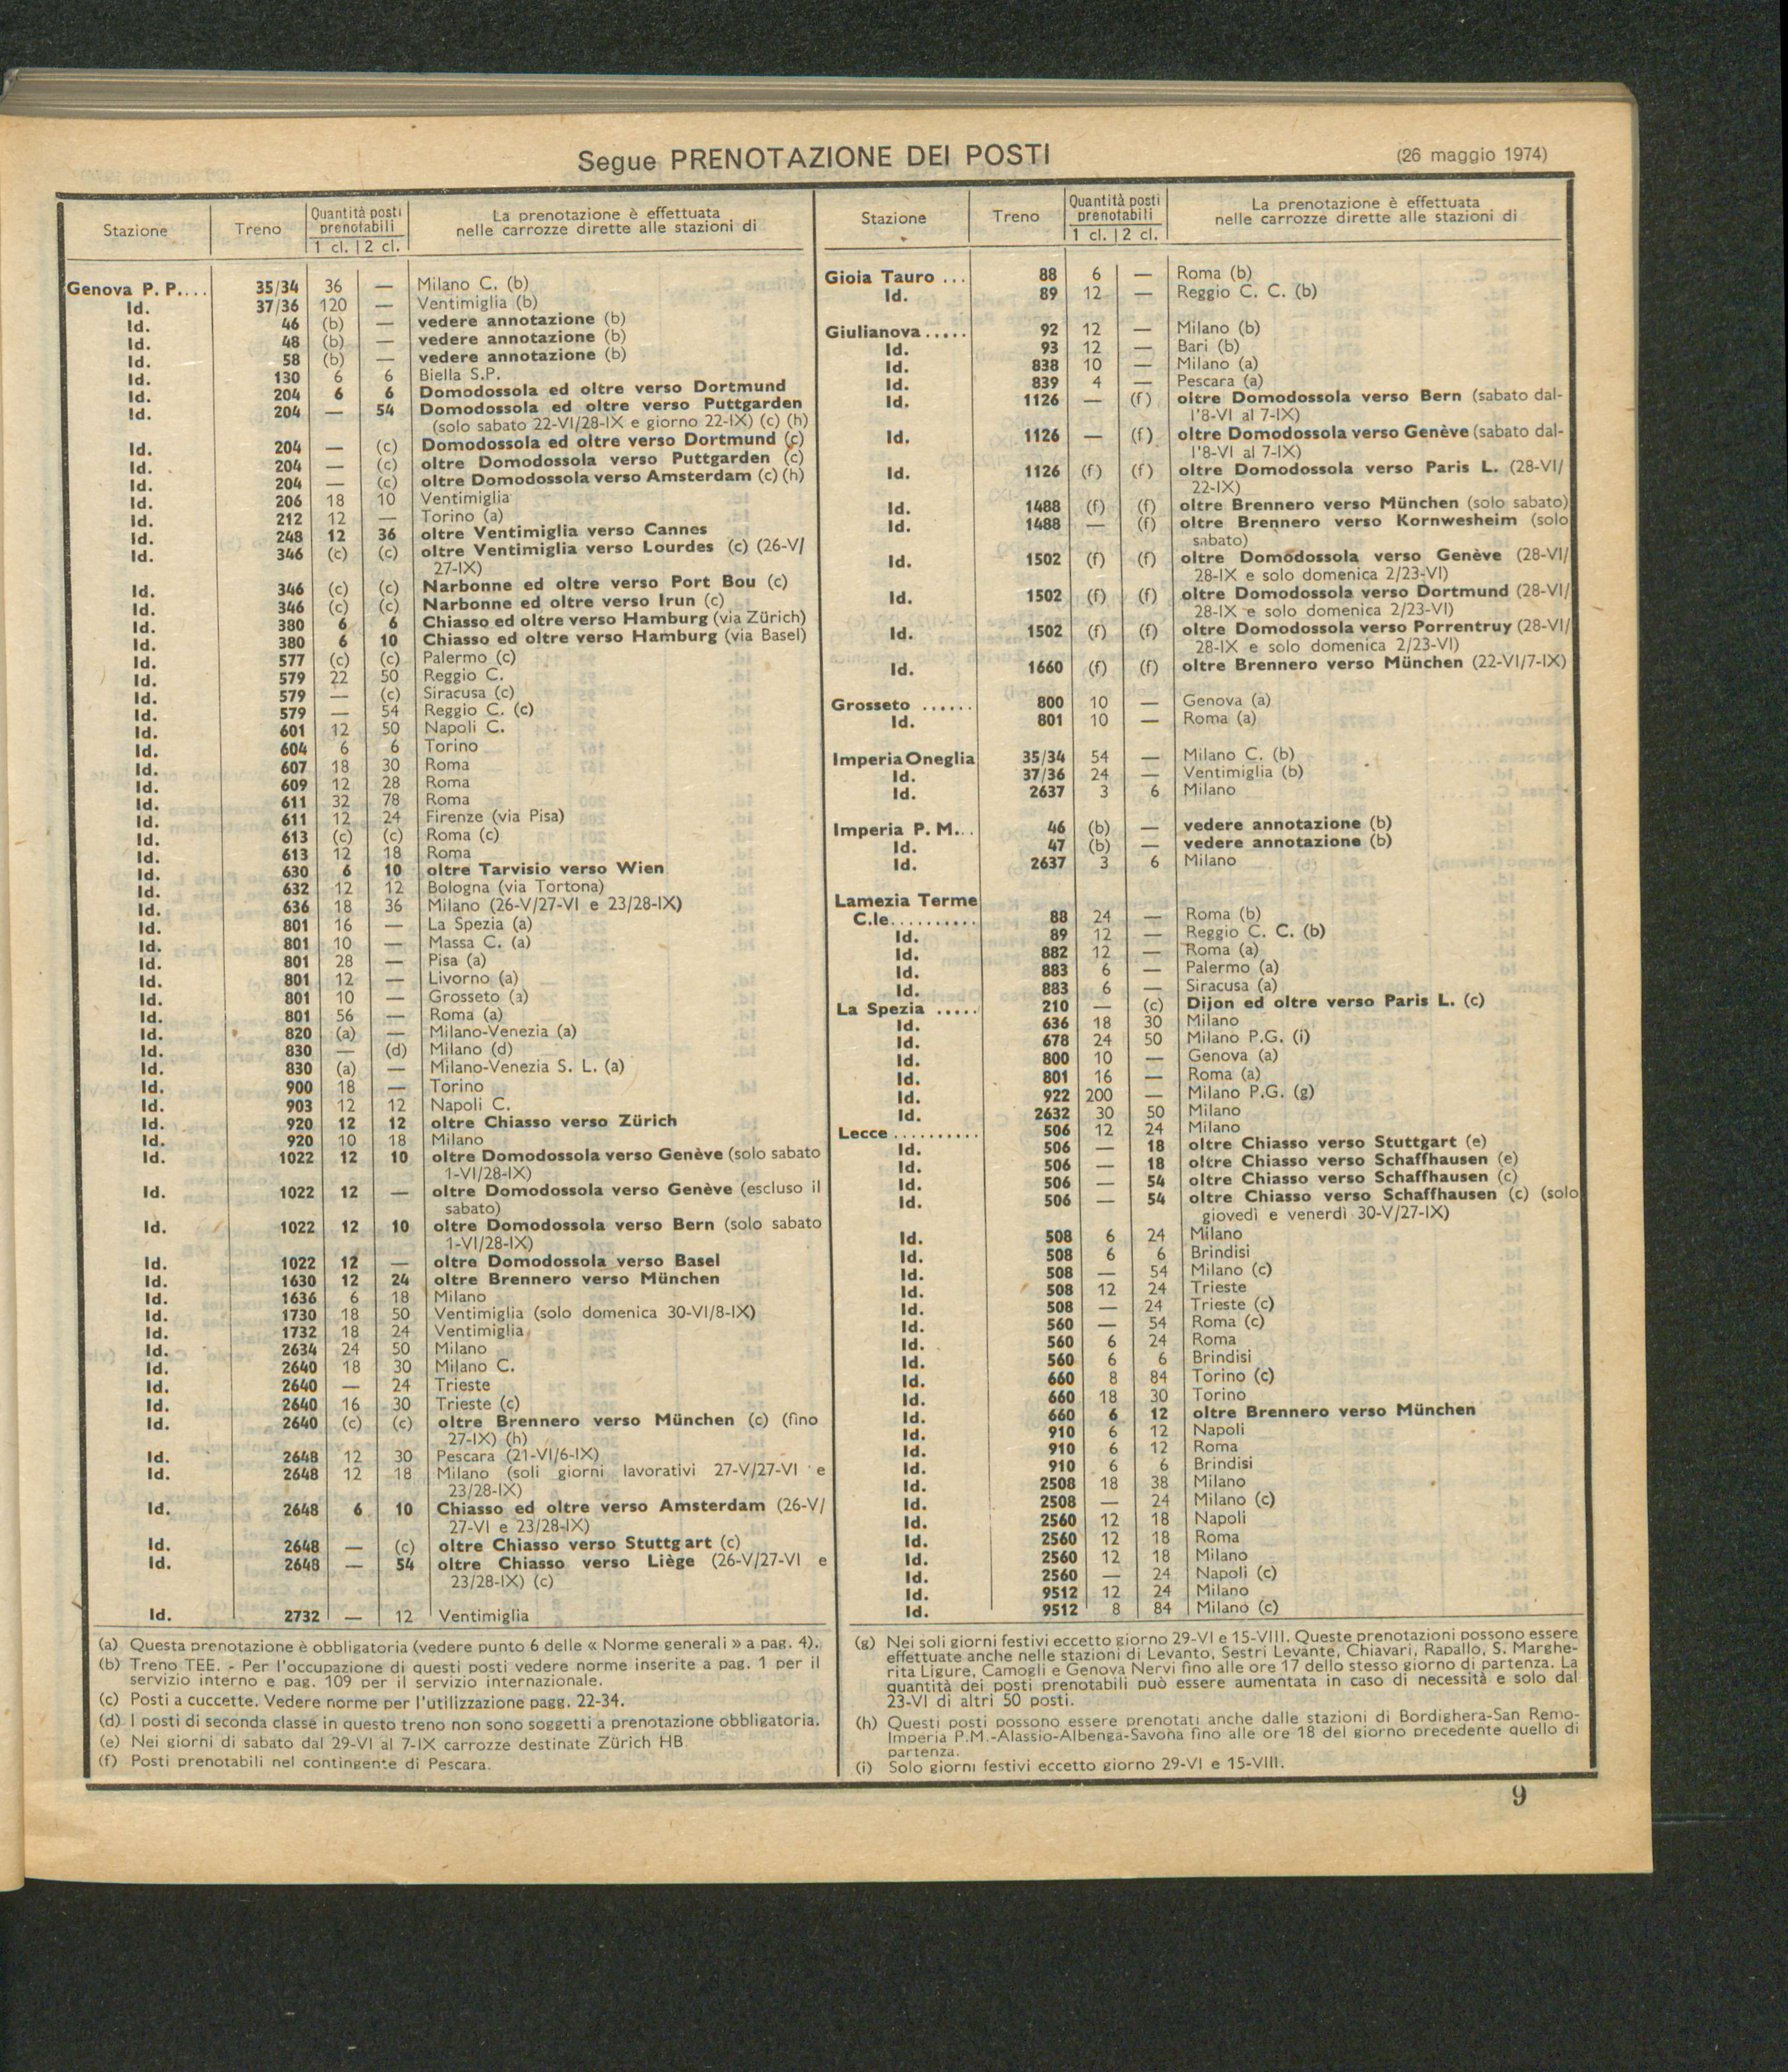 Segue PRENOTAZIONE DEI POSTI
(26 maggio 1974)
Stazione Treno Quantità posti prenotabili 1 cl. 2 cl. La prenotazione è effettuata nelle carrozze dirette alle stazioni di
Genova P. P.... 35/34 36 — Milano C. (b)
Id. 37/36 120 — Ventimiglia (b)
Id. 46 (b) — vedere annotazione (b)
Id. 48 (b) — vedere annotazione (b)
Id. 58 (b) — vedere annotazione (b)
Id. 130 6 6 Biella S.P.
Id. 204 6 6 Domodossola ed oltre verso Dortmund
Id. 204 — 54 Domodossola ed oltre verso Puttgarden
(solo sabato 22-VI/28-IX e giorno 22-IX) (c) (h)
Id. 204 — (c) Domodossola ed oltre verso Dortmund (c)
Id. 204 — (c) oltre Domodossola verso Puttgarden (c)
Id. 204 — (c) oltre Domodossola verso Amsterdam (c) (h)
Id. 206 18 10 Ventimiglia
Id. 212 12 — Torino (a)
Id. 248 12 36 oltre Ventimiglia verso Cannes
Id. 346 (c) (c) oltre Ventimiglia verso Lourdes (c) (26-V/
27-IX)
Id. 346 (c) (c) Narbonne ed oltre verso Port Bou (c)
Id. 346 (c) (c) Narbonne ed oltre verso Irun (c)
Id. 380 6 6 Chiasso ed oltre verso Hamburg (via Zürich)
Id. 380 6 10 Chiasso ed oltre verso Hamburg (via Basel)
Id. 577 (c) (c) Palermo (c)
Id. 579 22 50 Reggio C.
Id. 579 — (c) Siracusa (c)
Id. 579 — 54 Reggio C. (c)
Id. 601 12 50 Napoli C.
Id. 604 6 6 Torino
Id. 607 18 30 Roma
Id. 609 12 28 Roma
Id. 611 32 78 Roma
Id. 611 12 24 Firenze (via Pisa)
Id. 613 (c) (c) Roma (c)
Id. 613 12 18 Roma
Id. 630 6 10 oltre Tarvisio verso Wien
Id. 632 12 12 Bologna (via Tortona)
Id. 636 18 36 Milano (26-V/27-VI e 23/28-IX)
Id. 801 16 — La Spezia (a)
Id. 801 10 — Massa C. (a)
Id. 801 28 — Pisa (a)
Id. 801 12 — Livorno (a)
Id. 801 10 — Grosseto (a)
Id. 801 56 — Roma (a)
Id. 820 (a) — Milano-Venezia (a)
Id. 830 — (d) Milano (d)
Id. 830 (a) — Milano-Venezia S. L. (a)
Id. 900 18 — Torino
Id. 903 12 12 Napoli C.
Id. 920 12 12 oltre Chiasso verso Zürich
Id. 920 10 18 Milano
Id. 1022 12 10 oltre Domodossola verso Genève (solo sabato
1-VI/28-IX)
Id. 1022 12 — oltre Domodossola verso Genève (escluso il
sabato)
Id. 1022 12 10 oltre Domodossola verso Bern (solo sabato
1-VI/28-IX)
Id. 1022 12 — oltre Domodossola verso Basel
Id. 1630 12 24 oltre Brennero verso München
Id. 1636 6 18 Milano
Id. 1730 18 50 Ventimiglia (solo domenica 30-VI/8-IX)
Id. 1732 18 24 Ventimiglia
Id. 2634 24 50 Milano
Id. 2640 18 30 Milano C.
Id. 2640 — 24 Trieste
Id. 2640 16 30 Trieste (c)
Id. 2640 (c) (c) oltre Brennero verso München (c) (fino
27-IX) (h)
Id. 2648 12 30 Pescara (21-VI/6-IX)
Id. 2648 12 18 Milano (soli giorni lavorativi 27-V/27-VI e
23/28-IX)
Id. 2648 6 10 Chiasso ed oltre verso Amsterdam (26-V/
27-VI e 23/28-IX)
Id. 2648 — (c) oltre Chiasso verso Stuttgart (c)
Id. 2648 — 54 oltre Chiasso verso Liège (26-V/27-VI e
23/28-IX) (c)
Id. 2732 — 12 Ventimiglia
(a) Questa prenotazione è obbligatoria (vedere punto 6 delle « Norme generali » a pag. 4).
(b) Treno TEE. - Per l'occupazione di questi posti vedere norme inserite a pag. 1 per il
servizio interno e pag. 109 per il servizio internazionale.
(c) Posti a cuccette. Vedere norme per l'utilizzazione pagg. 22-34.
(d) I posti di seconda classe in questo treno non sono soggetti a prenotazione obbligatoria.
(e) Nei giorni di sabato dal 29-VI al 7-IX carrozze destinate Zürich HB.
(f) Posti prenotabili nel contingente di Pescara.
Stazione Treno Quantità posti prenotabili 1 cl. 2 cl. La prenotazione è effettuata nelle carrozze dirette alle stazioni di
Gioia Tauro ... 88 6 — Roma (b)
Id. 89 12 — Reggio C. C. (b)
Giulianova ..... 92 12 — Milano (b)
Id. 93 12 — Bari (b)
Id. 838 10 — Milano (a)
Id. 839 4 — Pescara (a)
Id. 1126 — (f) oltre Domodossola verso Bern (sabato dal-
l'8-VI al 7-IX)
Id. 1126 — (f) oltre Domodossola verso Genève (sabato dal-
l'8-VI al 7-IX)
Id. 1126 (f) (f) oltre Domodossola verso Paris L. (28-VI/
22-IX)
Id. 1488 (f) (f) oltre Brennero verso München (solo sabato)
Id. 1488 — (f) oltre Brennero verso Kornwesheim (solo
sabato)
Id. 1502 (f) (f) oltre Domodossola verso Genève (28-VI/
28-IX e solo domenica 2/23-VI)
Id. 1502 (f) (f) oltre Domodossola verso Dortmund (28-VI/
28-IX e solo domenica 2/23-VI)
Id. 1502 (f) (f) oltre Domodossola verso Porrentruy (28-VI/
28-IX e solo domenica 2/23-VI)
Id. 1660 (f) (f) oltre Brennero verso München (22-VI/7-IX)
Grosseto ...... 800 10 — Genova (a)
Id. 801 10 — Roma (a)
Imperia Oneglia 35/34 54 — Milano C. (b)
Id. 37/36 24 — Ventimiglia (b)
Id. 2637 3 6 Milano
Imperia P. M... 46 (b) — vedere annotazione (b)
Id. 47 (b) — vedere annotazione (b)
Id. 2637 3 6 Milano
Lamezia Terme
C.le.......... 88 24 — Roma (b)
Id. 89 12 — Reggio C. C. (b)
Id. 882 12 — Roma (a)
Id. 883 6 — Palermo (a)
Id. 883 6 — Siracusa (a)
La Spezia ..... 210 — (c) Dijon ed oltre verso Paris L. (c)
Id. 636 18 30 Milano
Id. 678 24 50 Milano P.G. (i)
Id. 800 10 — Genova (a)
Id. 801 16 — Roma (a)
Id. 922 200 — Milano P.G. (g)
Id. 2632 30 50 Milano
Lecce .......... 506 12 24 Milano
Id. 506 — 18 oltre Chiasso verso Stuttgart (e)
Id. 506 — 18 oltre Chiasso verso Schaffhausen (e)
Id. 506 — 54 oltre Chiasso verso Schaffhausen (c)
Id. 506 — 54 oltre Chiasso verso Schaffhausen (c) (solo
giovedì e venerdì 30-V/27-IX)
Id. 508 6 24 Milano
Id. 508 6 6 Brindisi
Id. 508 — 54 Milano (c)
Id. 508 12 24 Trieste
Id. 508 — 24 Trieste (c)
Id. 560 — 54 Roma (c)
Id. 560 6 24 Roma
Id. 560 6 6 Brindisi
Id. 660 8 84 Torino (c)
Id. 660 18 30 Torino
Id. 660 6 12 oltre Brennero verso München
Id. 910 6 12 Napoli
Id. 910 6 12 Roma
Id. 910 6 6 Brindisi
Id. 2508 18 38 Milano
Id. 2508 — 24 Milano (c)
Id. 2560 12 18 Napoli
Id. 2560 12 18 Roma
Id. 2560 12 18 Milano
Id. 2560 — 24 Napoli (c)
Id. 9512 12 24 Milano
Id. 9512 8 84 Milano (c)
(g) Nei soli giorni festivi eccetto giorno 29-VI e 15-VIII. Queste prenotazioni possono essere
effettuate anche nelle stazioni di Levanto, Sestri Levante, Chiavari, Rapallo, S. Marghe-
rita Ligure, Camogli e Genova Nervi fino alle ore 17 dello stesso giorno di partenza. La
quantità dei posti prenotabili può essere aumentata in caso di necessità e solo dal
23-VI di altri 50 posti.
(h) Questi posti possono essere prenotati anche dalle stazioni di Bordighera-San Remo-
Imperia P.M.-Alassio-Albenga-Savona fino alle ore 18 del giorno precedente quello di
partenza.
(i) Solo giorni festivi eccetto giorno 29-VI e 15-VIII.
9